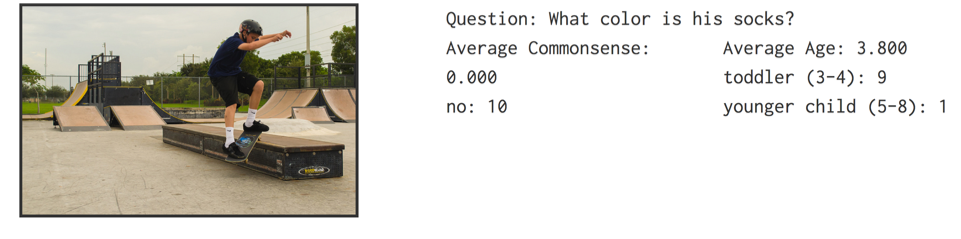 Question: What color is his socks?
Average Commonsense:
0.000
no: 10
Average Age: 3.800
toddler (3-4): 9
younger child (5-8): 1